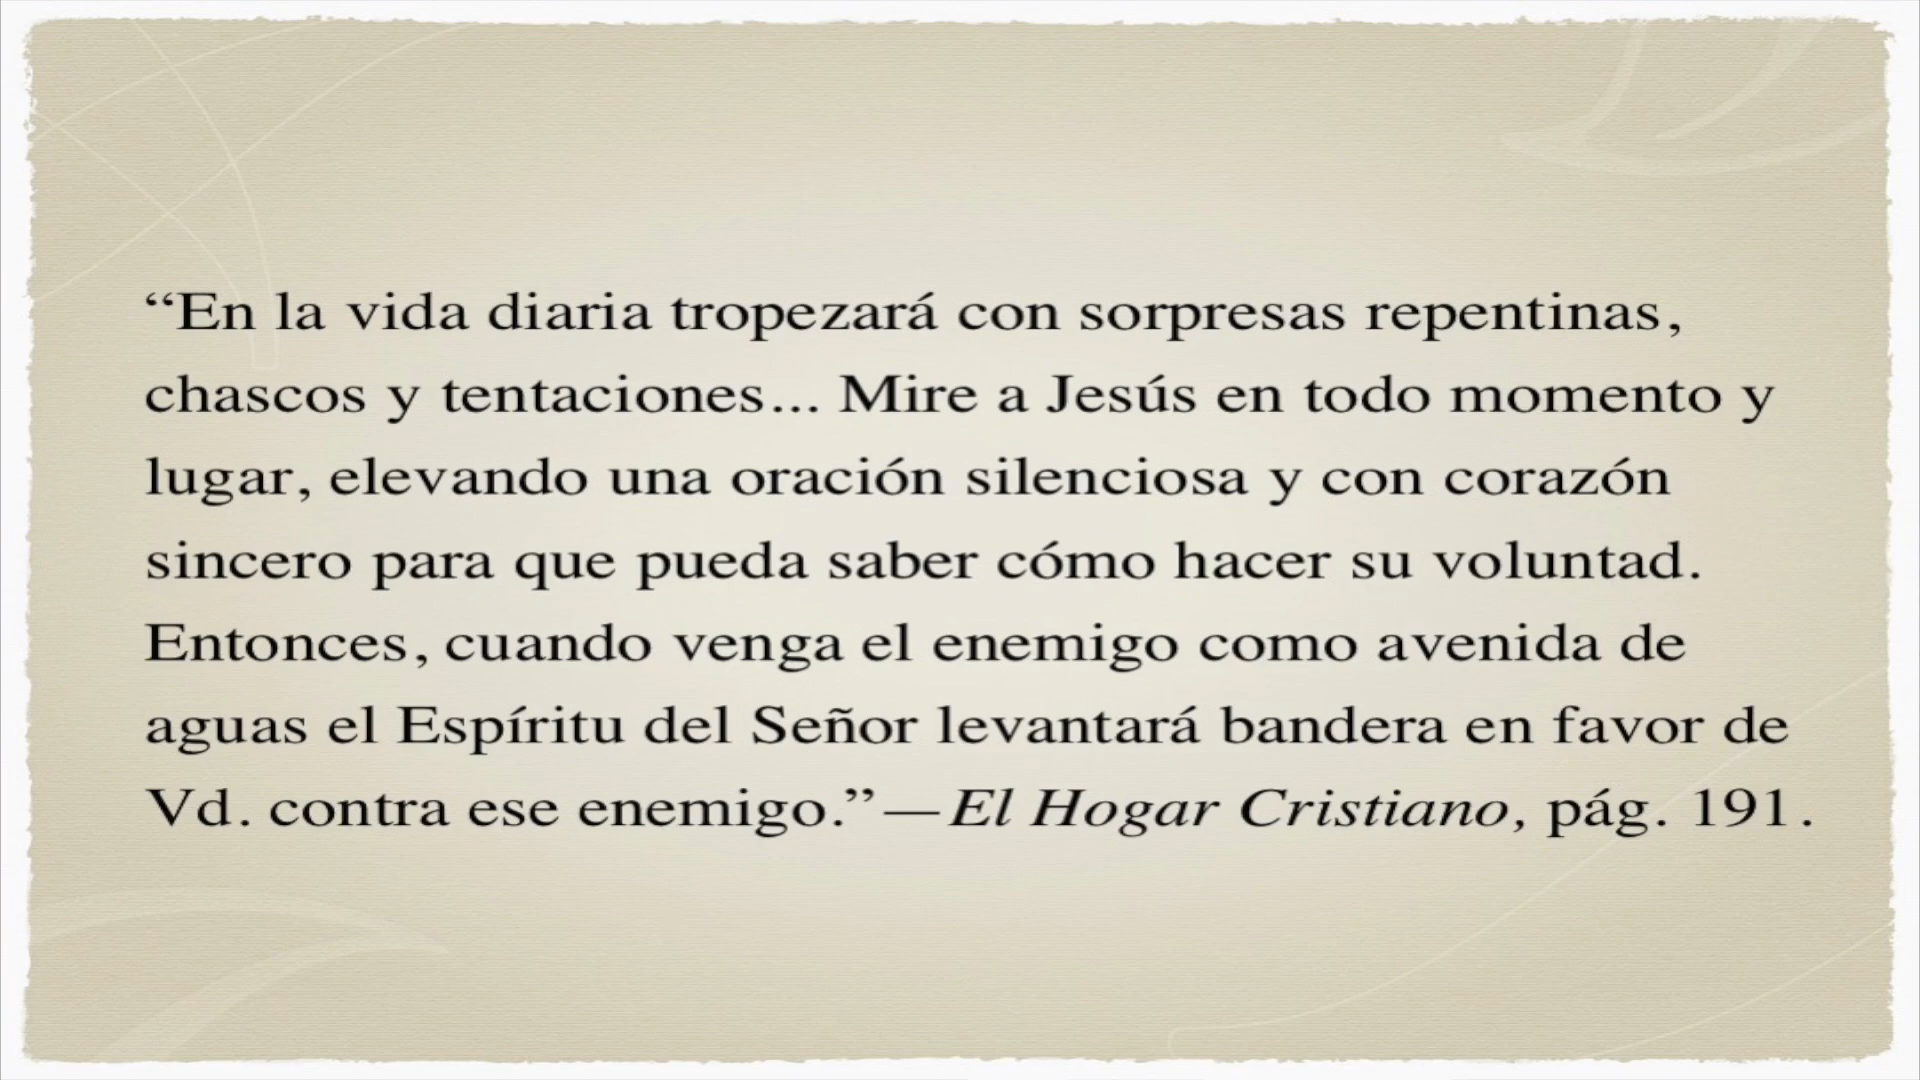 “En la vida diaria tropezará con sorpresas repentinas,
chascos y tentaciones... Mire a Jesús en todo momento y
lugar, elevando una oración silenciosa y con corazón
sincero para que pueda saber cómo hacer su voluntad.
Entonces, cuando venga el enemigo como avenida de
aguas el Espíritu del Señor levantará bandera en favor de
Vd. contra ese enemigo.”—El Hogar Cristiano, pág. 191.